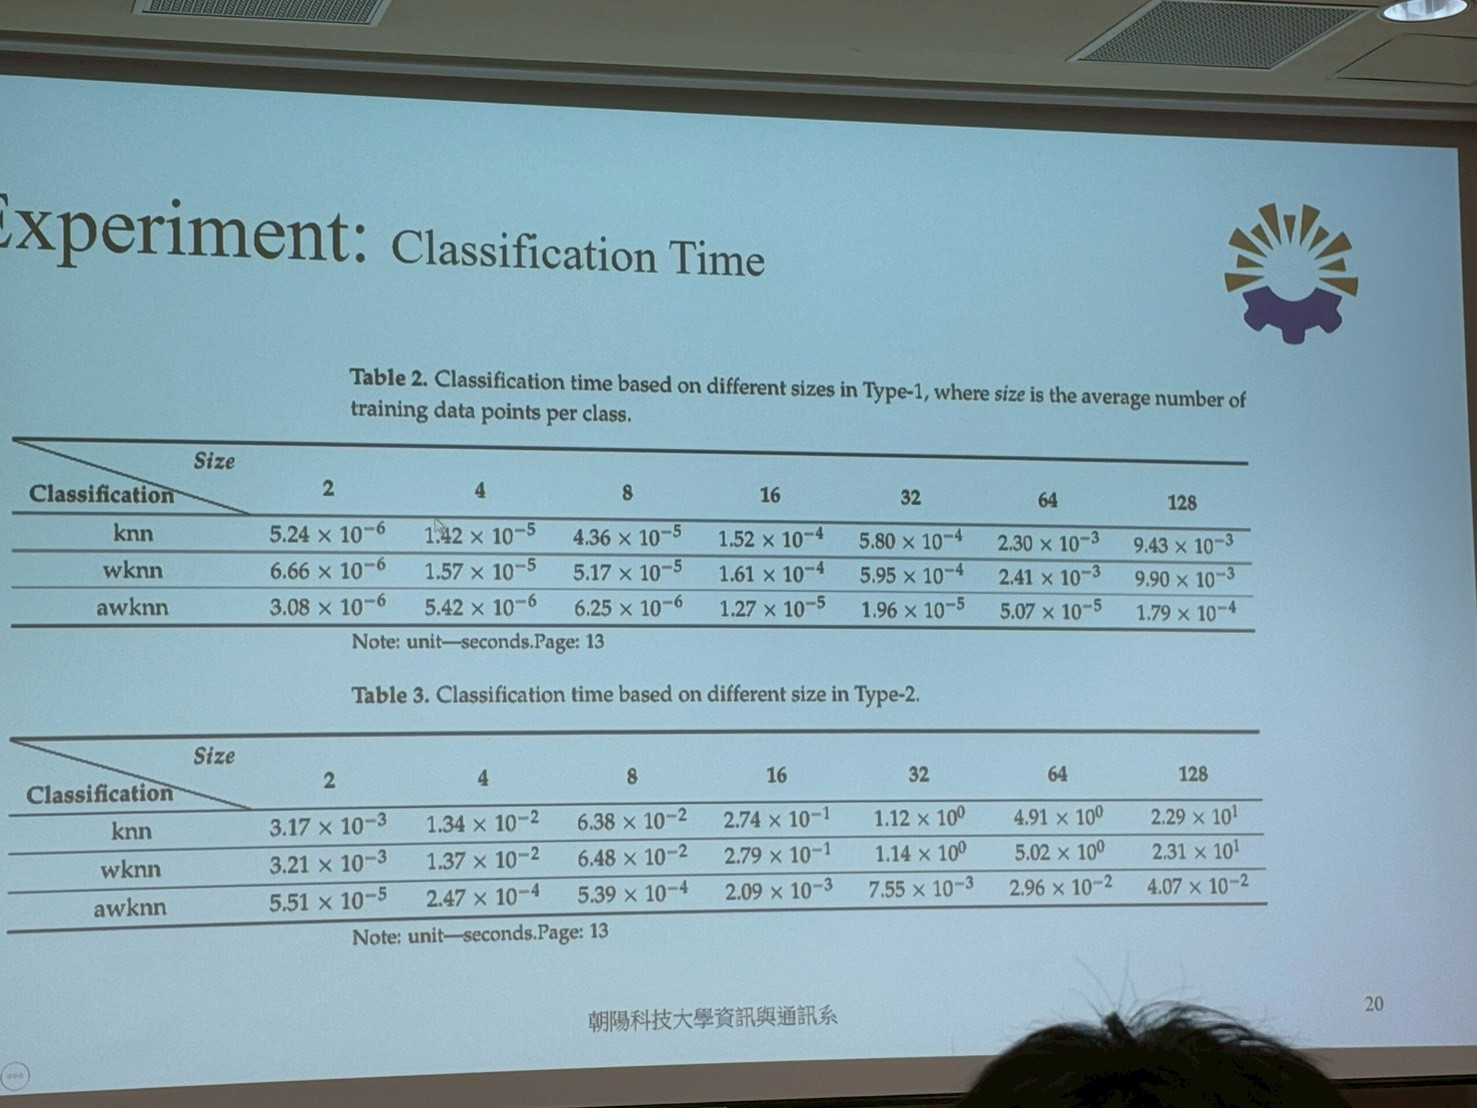 Experiment: Classification Time
Table 2. Classification time based on different sizes in Type-1, where size is the average number of
training data points per class.
Size
Classification 2 4 8 16 32 64 128
knn 5.24 × 10⁻⁶ 1.42 × 10⁻⁵ 4.36 × 10⁻⁵ 1.52 × 10⁻⁴ 5.80 × 10⁻⁴ 2.30 × 10⁻³ 9.43 × 10⁻³
wknn 6.66 × 10⁻⁶ 1.57 × 10⁻⁵ 5.17 × 10⁻⁵ 1.61 × 10⁻⁴ 5.95 × 10⁻⁴ 2.41 × 10⁻³ 9.90 × 10⁻³
awknn 3.08 × 10⁻⁶ 5.42 × 10⁻⁶ 6.25 × 10⁻⁶ 1.27 × 10⁻⁵ 1.96 × 10⁻⁵ 5.07 × 10⁻⁵ 1.79 × 10⁻⁴
Note: unit—seconds.Page: 13
Table 3. Classification time based on different size in Type-2.
Size
Classification 2 4 8 16 32 64 128
knn 3.17 × 10⁻³ 1.34 × 10⁻² 6.38 × 10⁻² 2.74 × 10⁻¹ 1.12 × 10⁰ 4.91 × 10⁰ 2.29 × 10¹
wknn 3.21 × 10⁻³ 1.37 × 10⁻² 6.48 × 10⁻² 2.79 × 10⁻¹ 1.14 × 10⁰ 5.02 × 10⁰ 2.31 × 10¹
awknn 5.51 × 10⁻⁵ 2.47 × 10⁻⁴ 5.39 × 10⁻⁴ 2.09 × 10⁻³ 7.55 × 10⁻³ 2.96 × 10⁻² 4.07 × 10⁻²
Note: unit—seconds.Page: 13
朝陽科技大學資訊與通訊系
20